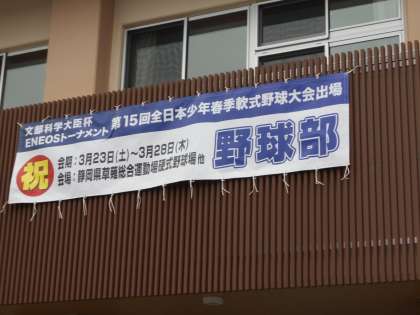 文部科学大臣杯
ENEOSトーナメント
第15回全日本少年春季軟式野球大会出場
祝
会期：3月23日(土)～3月28日(木)
会場：静岡県草薙総合運動場硬式野球場他
野球部